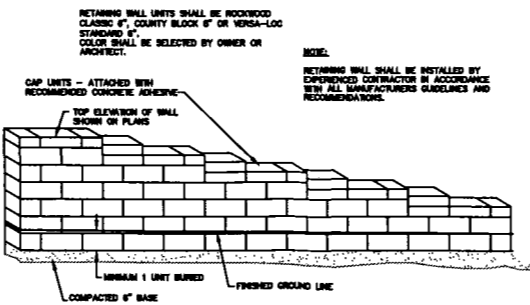 RETAINING WALL UNITS SHALL BE ROCKWOOD
CLASSIC 8", COUNTY BLOCK 6" OR VERSA-LOC
STANDARD 6".
COLOR SHALL BE SELECTED BY OWNER OR
ARCHITECT.
NOTE:
RETAINING WALL SHALL BE INSTALLED BY
EXPERIENCED CONTRACTOR IN ACCORDANCE
WITH ALL MANUFACTURERS GUIDELINES AND
RECOMMENDATIONS.
CAP UNITS - ATTACHED WITH
RECOMMENDED CONCRETE ADHESIVE
TOP ELEVATION OF WALL
SHOWN ON PLANS
MINIMUM 1 UNIT BURIED
FINISHED GROUND LINE
COMPACTED 6" BASE